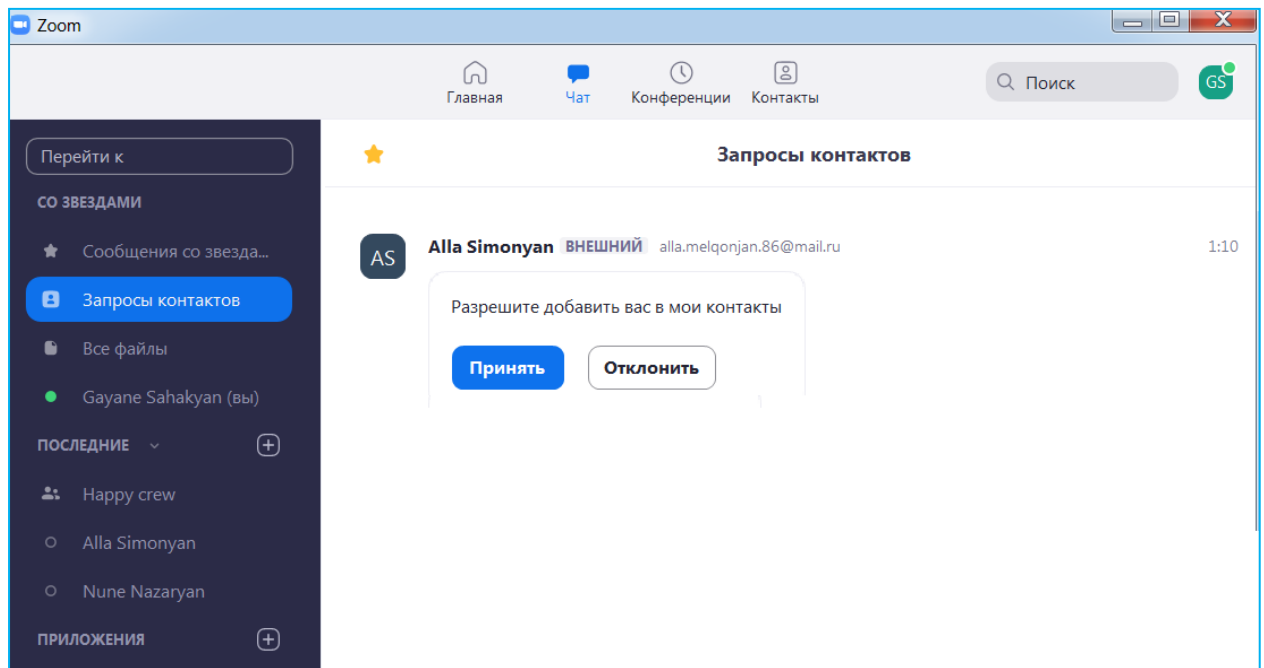 Zoom
Главная
Чат
Конференции
Контакты
Поиск
GS
Перейти к
СО ЗВЕЗДАМИ
Сообщения со звезда...
Запросы контактов
Все файлы
Gayane Sahakyan (вы)
ПОСЛЕДНИЕ
Happy crew
Alla Simonyan
Nune Nazaryan
ПРИЛОЖЕНИЯ
Запросы контактов
AS
Alla Simonyan ВНЕШНИЙ alla.melqonjan.86@mail.ru 1:10
Разрешите добавить вас в мои контакты
Принять Отклонить